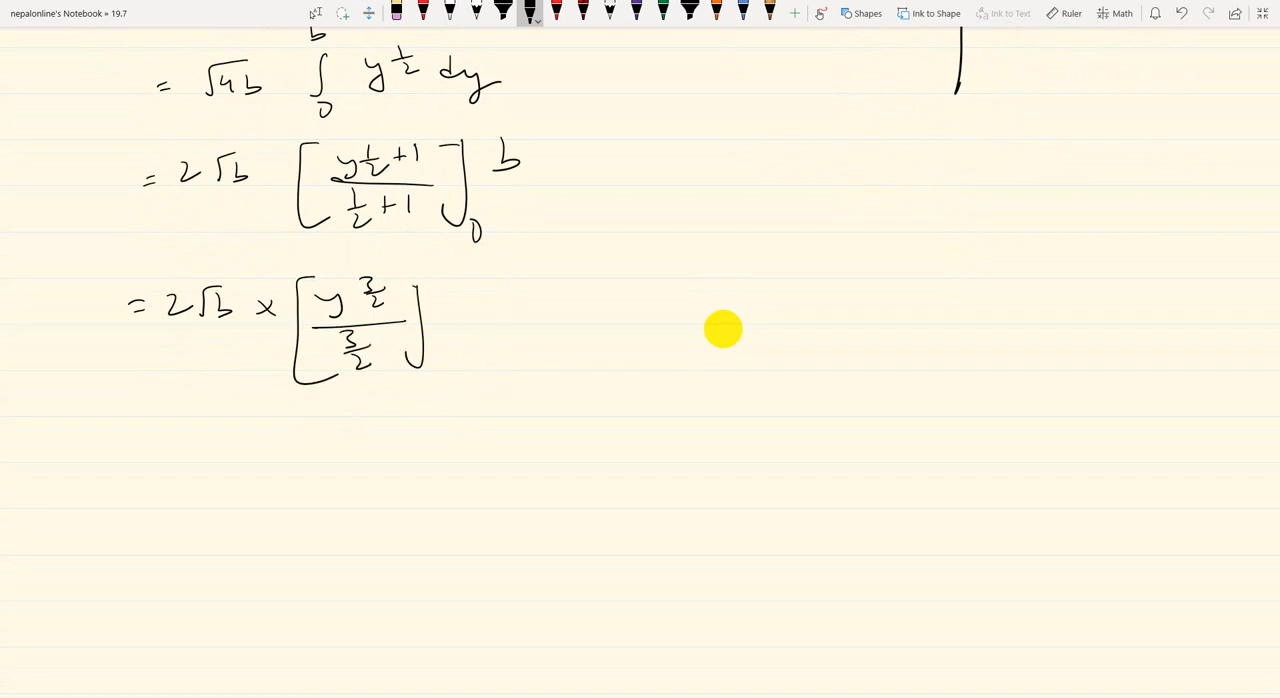 nepalonline's Notebook » 19.7
Shapes Ink to Shape Ink to Text Ruler Math
= √4b ∫₀ᵇ y^½ dy
= 2√b [y^(½+1) / (½+1)]₀ᵇ
= 2√b × [y^(3/2) / (3/2)]